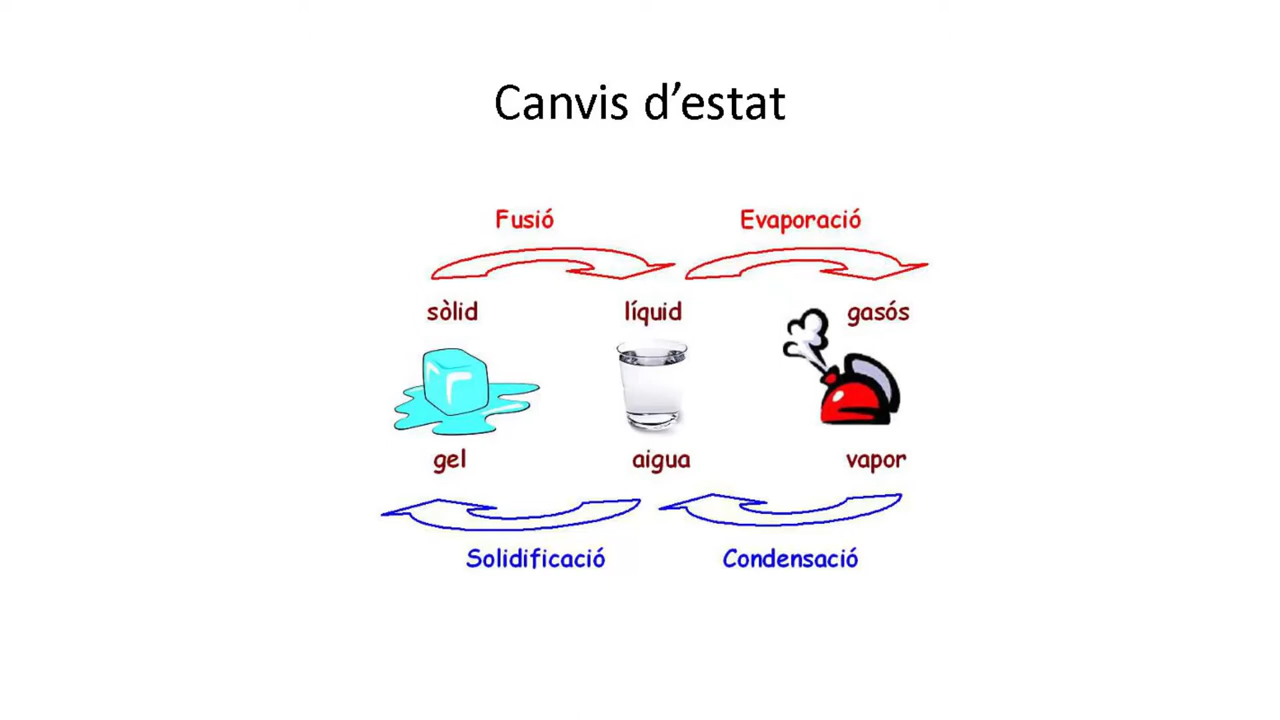 Canvis d’estat
Fusió Evaporació
sòlid líquid gasós
gel aigua vapor
Solidificació Condensació